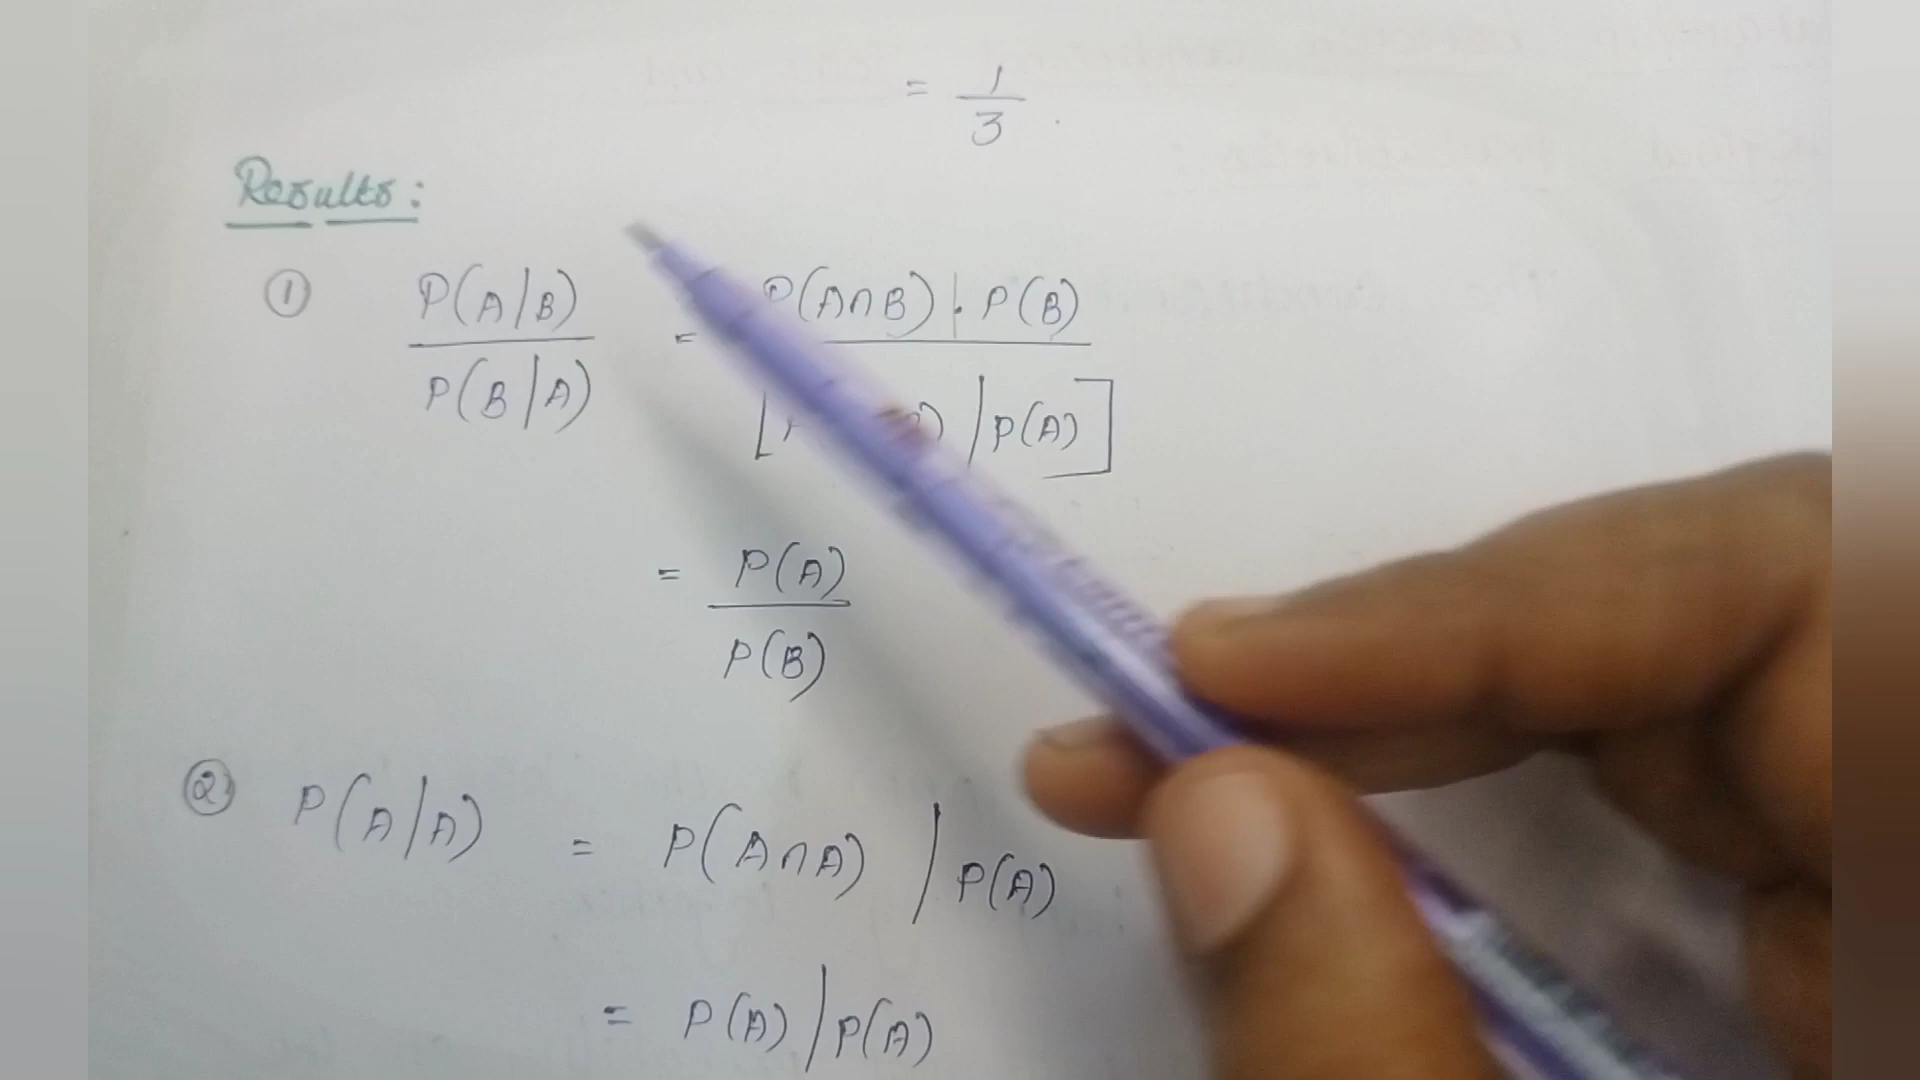 = 1/3 .
Results:
① P(A|B) / P(B|A) = P(A∩B) | . P(B) / [ ) | P(A) ]
= P(A) / P(B)
② P(A|A) = P(A∩A) | P(A)
= P(A) | P(A)